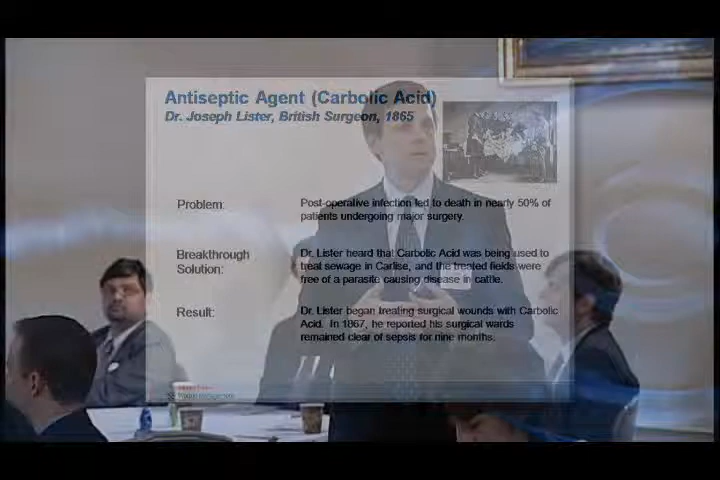 Antiseptic Agent (Carbolic Acid)
Dr. Joseph Lister, British Surgeon, 1865
Problem:
Post-operative infection led to death in nearly 50% of
patients undergoing major surgery.
Breakthrough
Solution:
Dr. Lister heard that Carbolic Acid was being used to
treat sewage in Carlise, and the treated fields were
free of a parasite causing disease in cattle.
Result:
Dr. Lister began treating surgical wounds with Carbolic
Acid. In 1867, he reported his surgical wards
remained clear of sepsis for nine months.